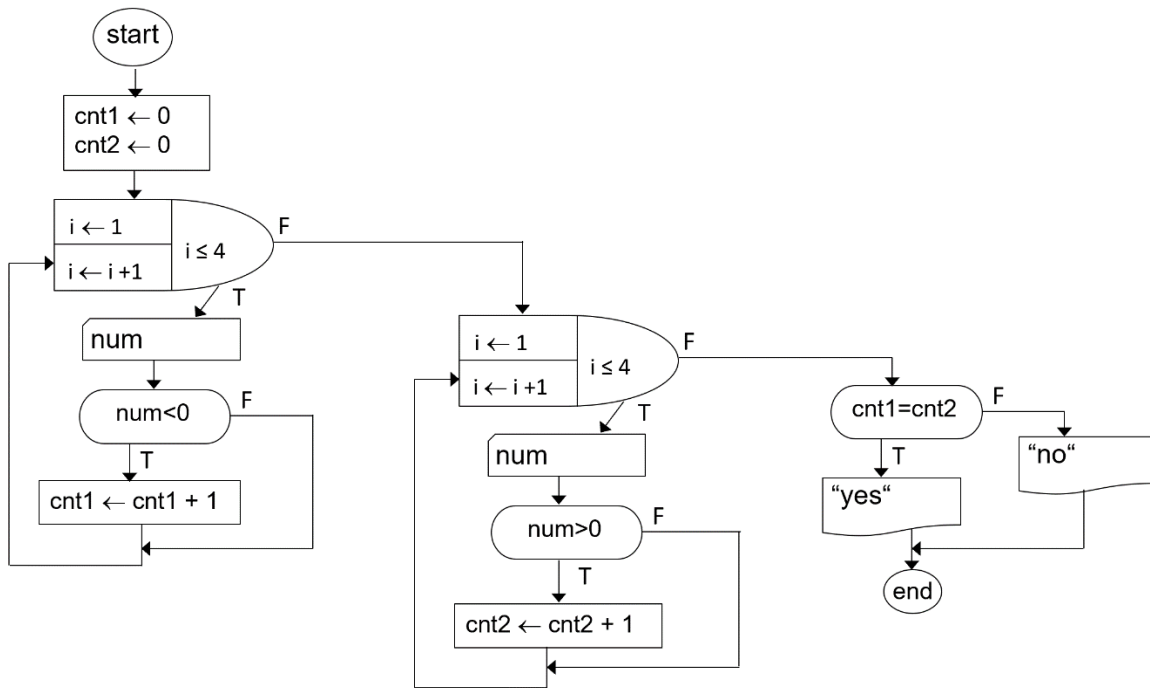 start
cnt1 ← 0
cnt2 ← 0
i ← 1
i ← i +1
i ≤ 4
F
T
num
num<0
F
T
cnt1 ← cnt1 + 1
i ← 1
i ← i +1
i ≤ 4
F
T
num
num>0
F
T
cnt2 ← cnt2 + 1
cnt1=cnt2
F
T
“no“
“yes“
end